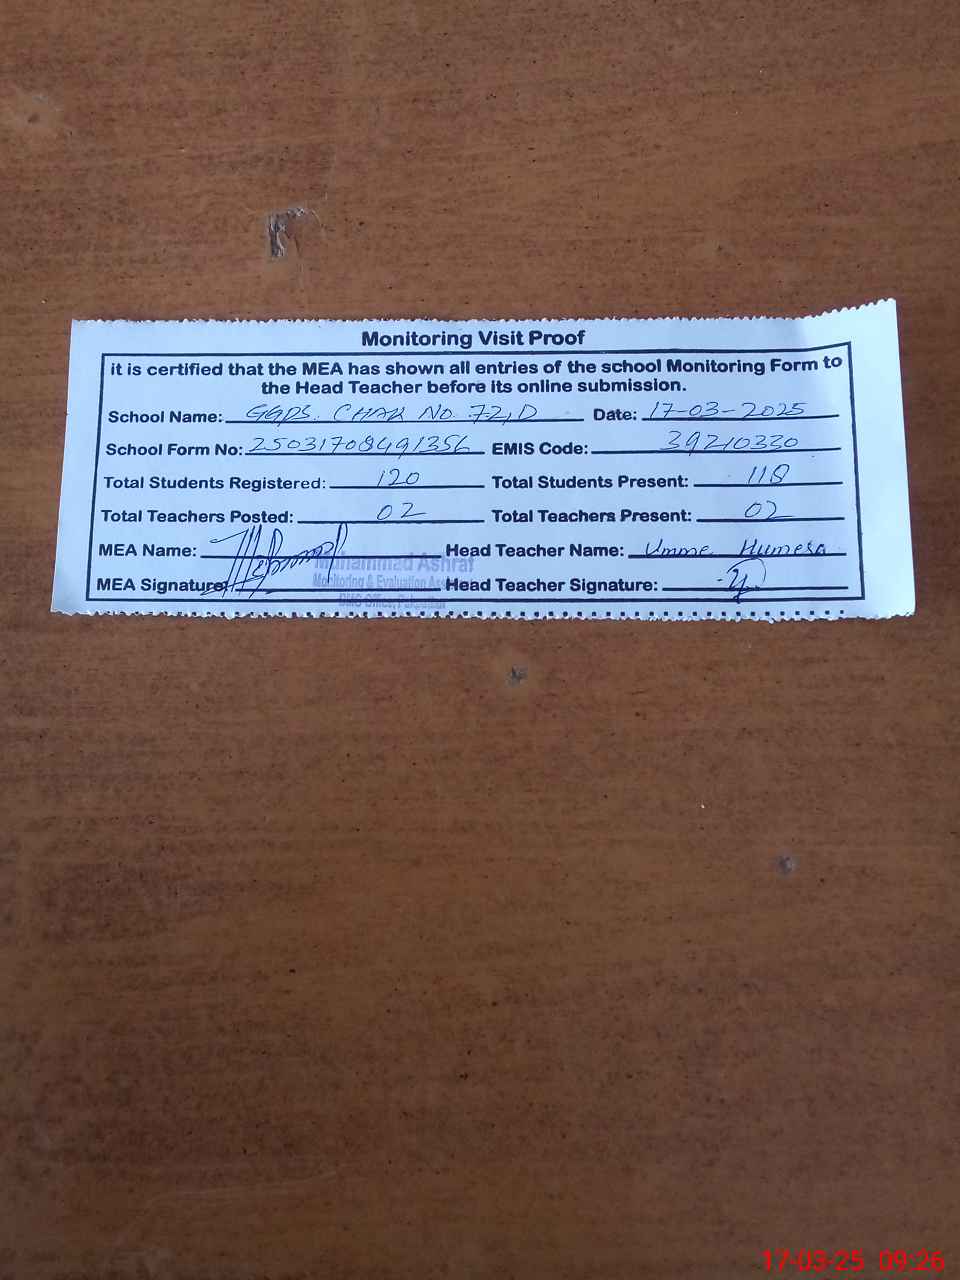 Monitoring Visit Proof
it is certified that the MEA has shown all entries of the school Monitoring Form to
the Head Teacher before its online submission.
School Name: GGPS. CHAK No. 72,D Date: 17-03-2025
School Form No: 25031708491356 EMIS Code: 39210330
Total Students Registered: 120 Total Students Present: 118
Total Teachers Posted: 02 Total Teachers Present: 02
MEA Name: Muhammad Ashraf Head Teacher Name: Umme Humera
MEA Signature: Monitoring & Evaluation Head Teacher Signature:
DMO Office, Pakpattan
17-03-25 09:26